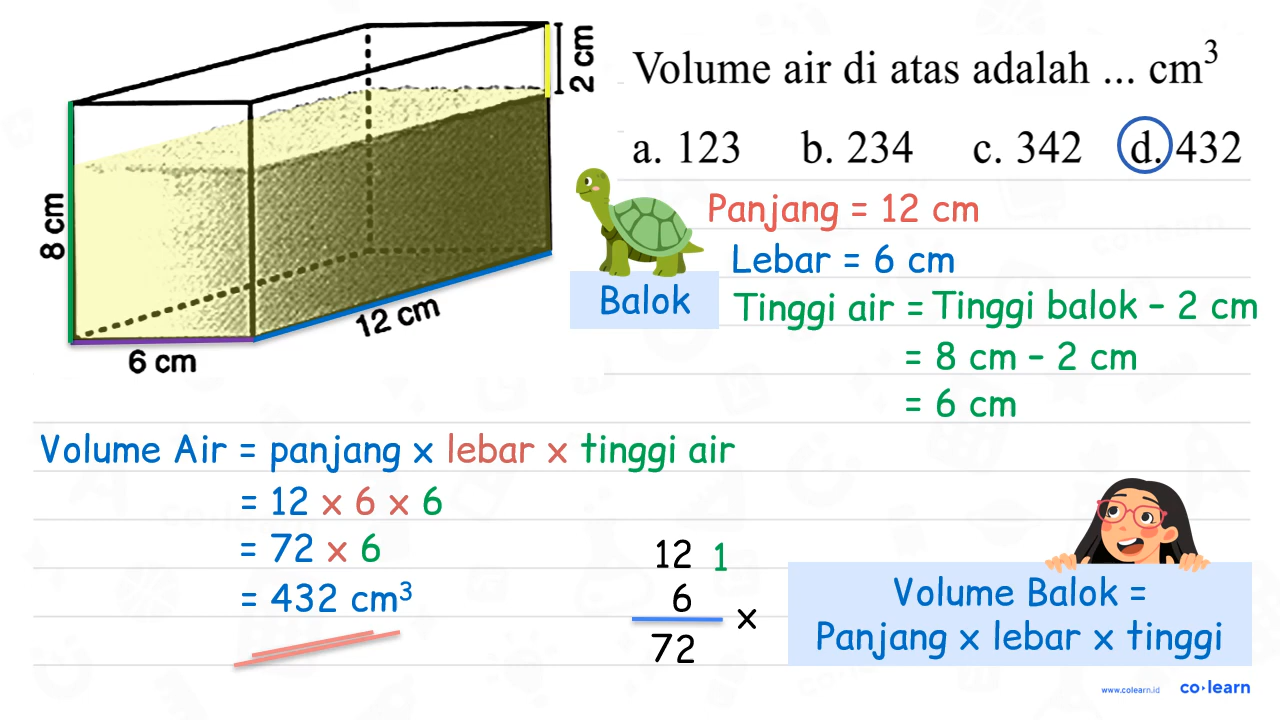 2 cm
8 cm
12 cm
6 cm
Volume air di atas adalah ... cm³
a. 123 b. 234 c. 342 d. 432
Panjang = 12 cm
Lebar = 6 cm
Balok
Tinggi air = Tinggi balok - 2 cm
= 8 cm - 2 cm
= 6 cm
Volume Air = panjang x lebar x tinggi air
= 12 x 6 x 6
= 72 x 6
= 432 cm³
12 1
6
x
72
Volume Balok =
Panjang x lebar x tinggi
www.colearn.id co·learn